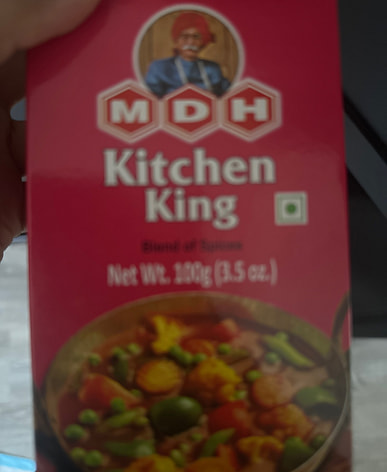 MDH
Kitchen
King
Blend of Spices
Net Wt. 100g (3.5 oz.)